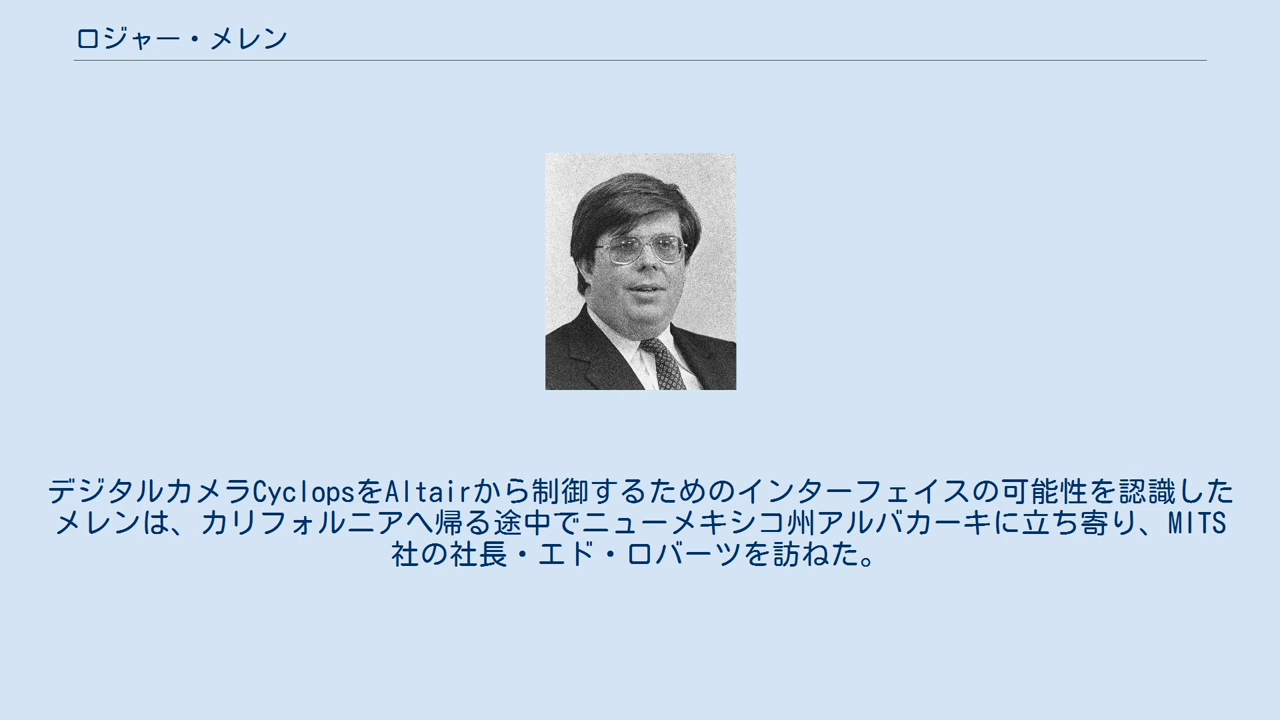 ロジャー・メレン
デジタルカメラCyclopsをAltairから制御するためのインターフェイスの可能性を認識した
メレンは、カリフォルニアへ帰る途中でニューメキシコ州アルバカーキに立ち寄り、MITS
社の社長・エド・ロバーツを訪ねた。